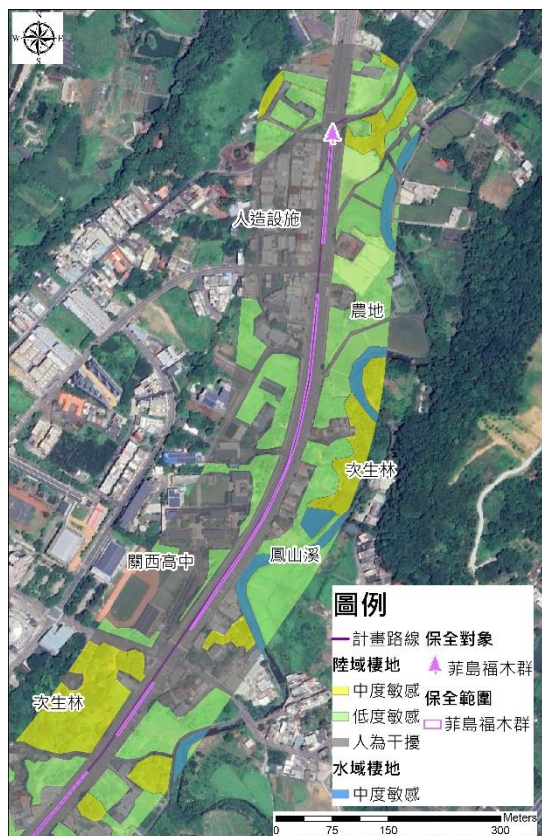 N
W E
S
人造設施
農地
次生林
鳳山溪
關西高中
次生林
圖例
計畫路線 保全對象
陸域棲地 菲島福木群
中度敏感 保全範圍
低度敏感 菲島福木群
人為干擾
水域棲地
中度敏感
Meters
0 75 150 300